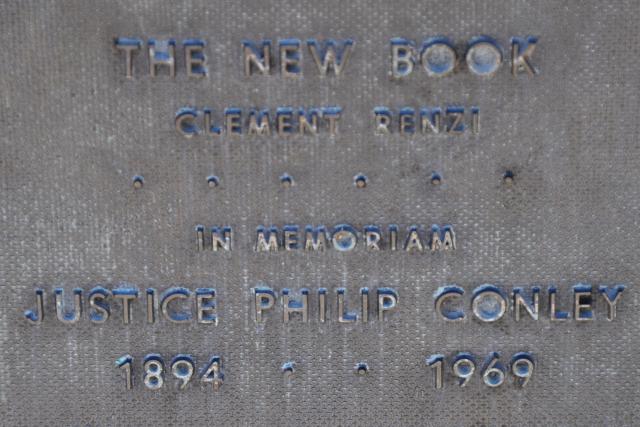 THE NEW BOOK
CLEMENT RENZI
· · · · · ·
IN MEMORIAM
JUSTICE PHILIP CONLEY
1894 · · 1969